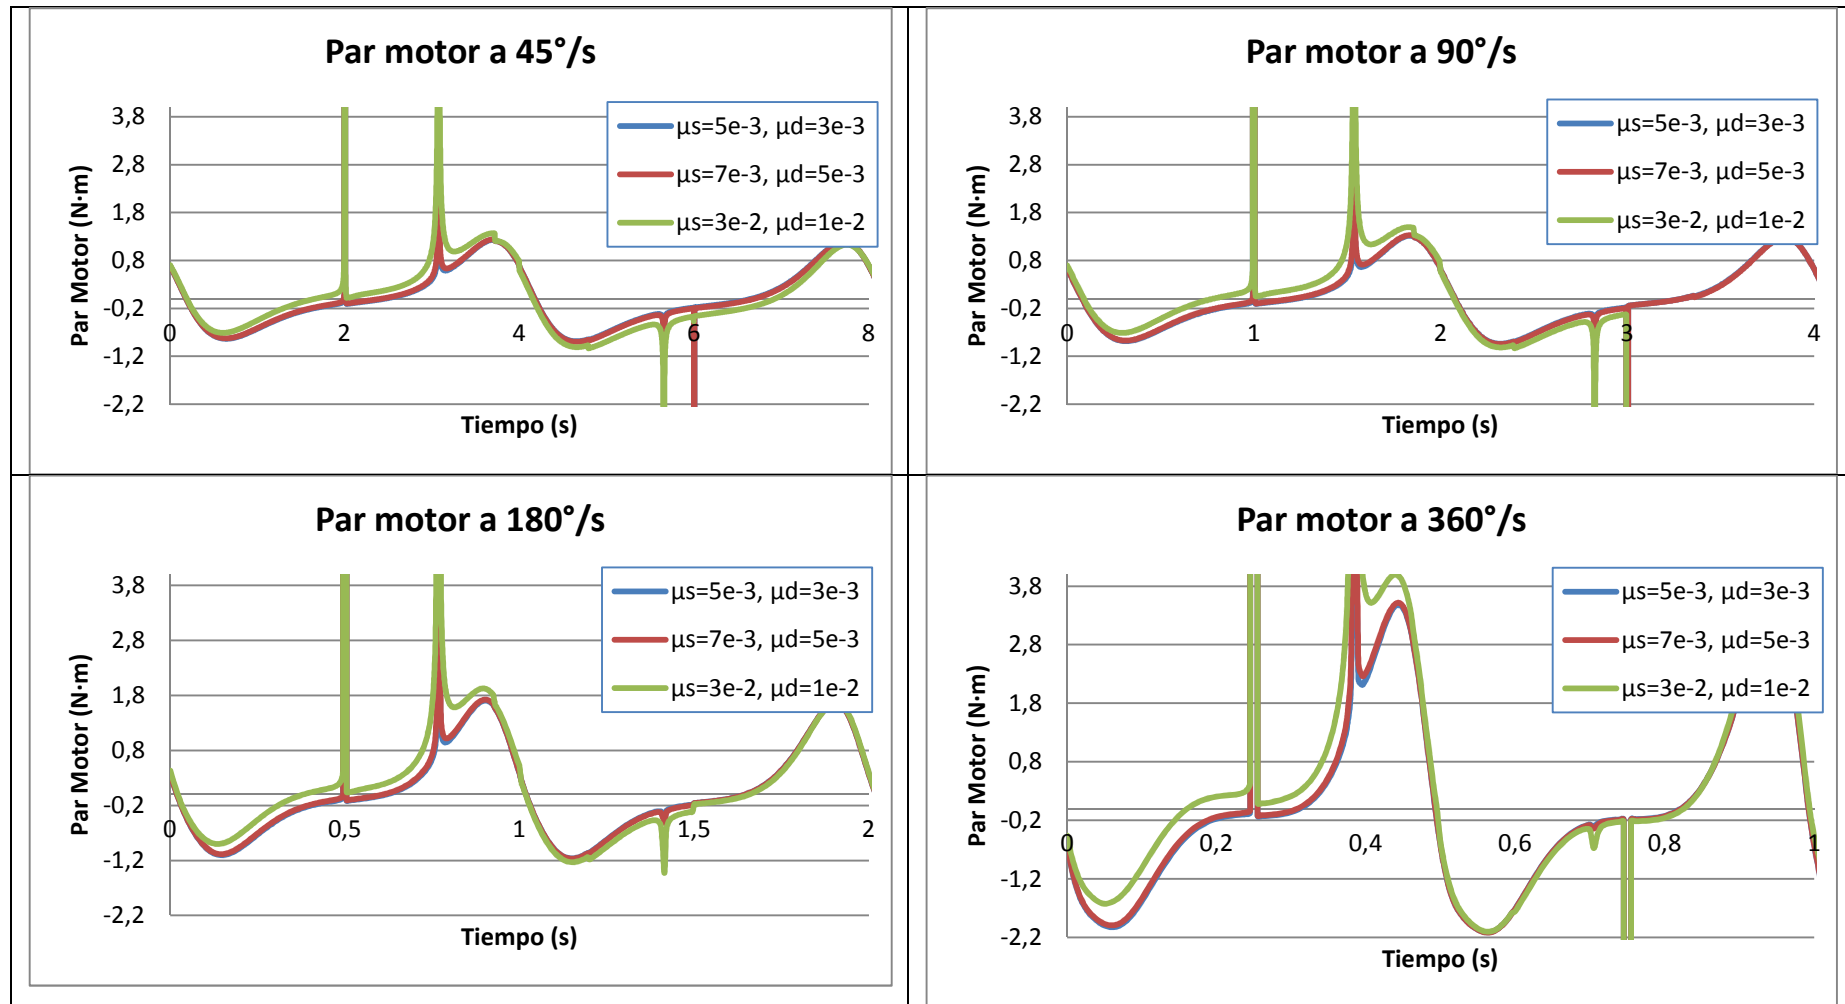 Par motor a 45°/s
3,8
2,8
1,8
0,8
-0,2
-1,2
-2,2
Par Motor (N·m)
0
2
4
6
8
Tiempo (s)
µs=5e-3, µd=3e-3
µs=7e-3, µd=5e-3
µs=3e-2, µd=1e-2
Par motor a 90°/s
3,8
2,8
1,8
0,8
-0,2
-1,2
-2,2
Par Motor (N·m)
0
1
2
3
4
Tiempo (s)
µs=5e-3, µd=3e-3
µs=7e-3, µd=5e-3
µs=3e-2, µd=1e-2
Par motor a 180°/s
3,8
2,8
1,8
0,8
-0,2
-1,2
-2,2
Par Motor (N·m)
0
0,5
1
1,5
2
Tiempo (s)
µs=5e-3, µd=3e-3
µs=7e-3, µd=5e-3
µs=3e-2, µd=1e-2
Par motor a 360°/s
3,8
2,8
1,8
0,8
-0,2
-1,2
-2,2
Par Motor (N·m)
0
0,2
0,4
0,6
0,8
1
Tiempo (s)
µs=5e-3, µd=3e-3
µs=7e-3, µd=5e-3
µs=3e-2, µd=1e-2